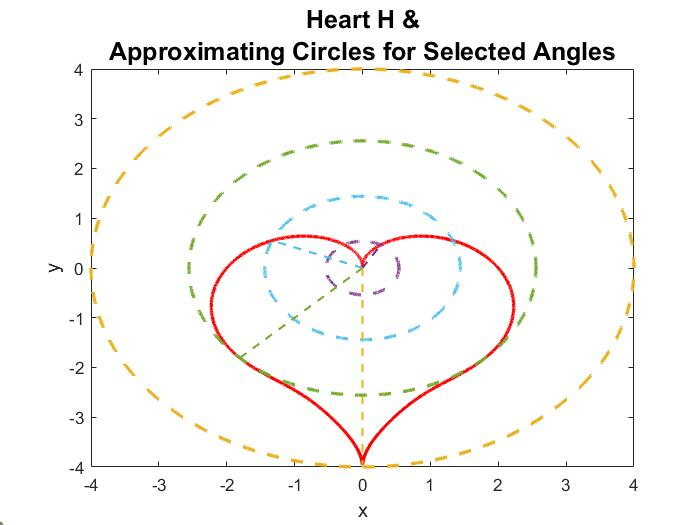 Heart H &
Approximating Circles for Selected Angles
4
3
2
1
0
-1
-2
-3
-4
y
-4 -3 -2 -1 0 1 2 3 4
x